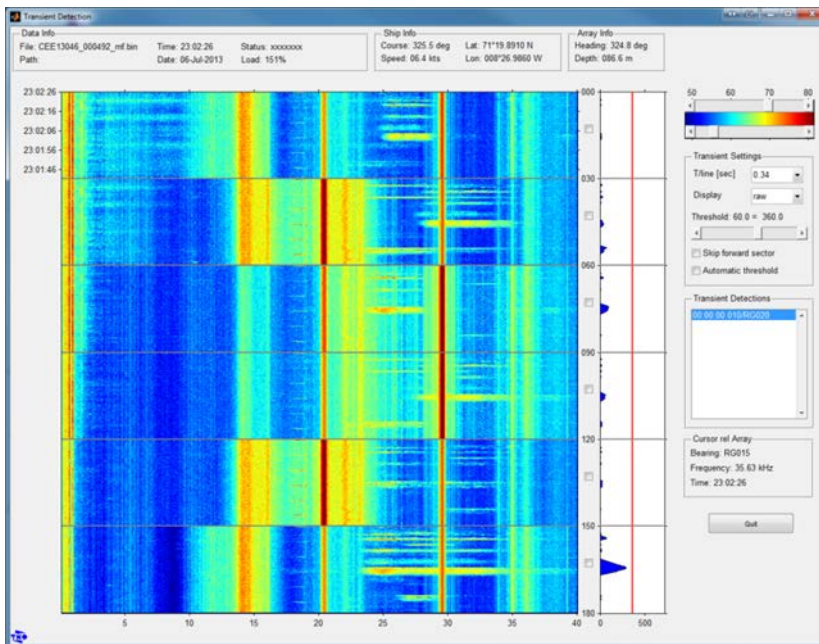 Transient Detection
Data Info
File: CEE13046_000492_mf.bin Time: 23:02:26 Status: xxxxxxx
Path: Date: 06-Jul-2013 Load: 151%
Ship Info
Course: 325.5 deg Lat: 71°19.8910 N
Speed: 06.4 kts Lon: 008°26.9860 W
Array Info
Heading: 324.8 deg
Depth: 086.6 m
23:02:26
23:02:16
23:02:06
23:01:56
23:01:46
000
030
060
090
120
150
180
5 10 15 20 25 30 35 40 0 500
50 60 70 80
Transient Settings
T/line [sec] 0.34
Display raw
Threshold: 60.0 = 360.0
Skip forward sector
Automatic threshold
Transient Detections
00 00 00 010/RG020
Cursor rel Array
Bearing: RG015
Frequency: 35.63 kHz
Time: 23:02:26
Quit